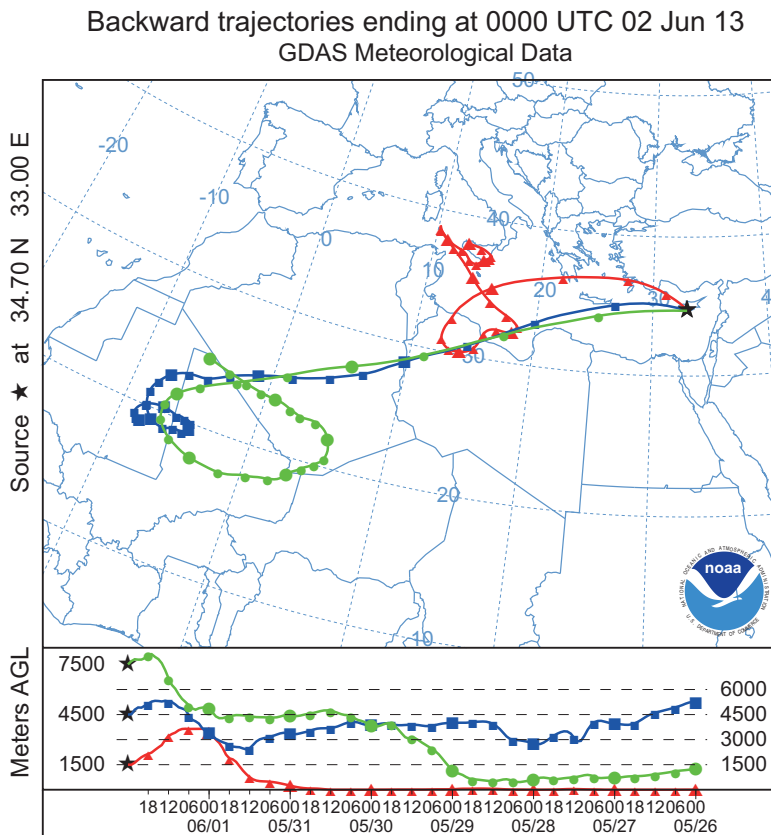 Backward trajectories ending at 0000 UTC 02 Jun 13
GDAS Meteorological Data
Source ★ at 34.70 N 33.00 E
50
-20
-10
0
40
10
20
30
4
30
20
10
NATIONAL OCEANIC AND ATMOSPHERIC ADMINISTRATION
noaa
U.S. DEPARTMENT OF COMMERCE
Meters AGL
7500
6000
4500
4500
3000
1500
1500
18 12 06 00 18 12 06 00 18 12 06 00 18 12 06 00 18 12 06 00 18 12 06 00 18 12 06 00
06/01 05/31 05/30 05/29 05/28 05/27 05/26